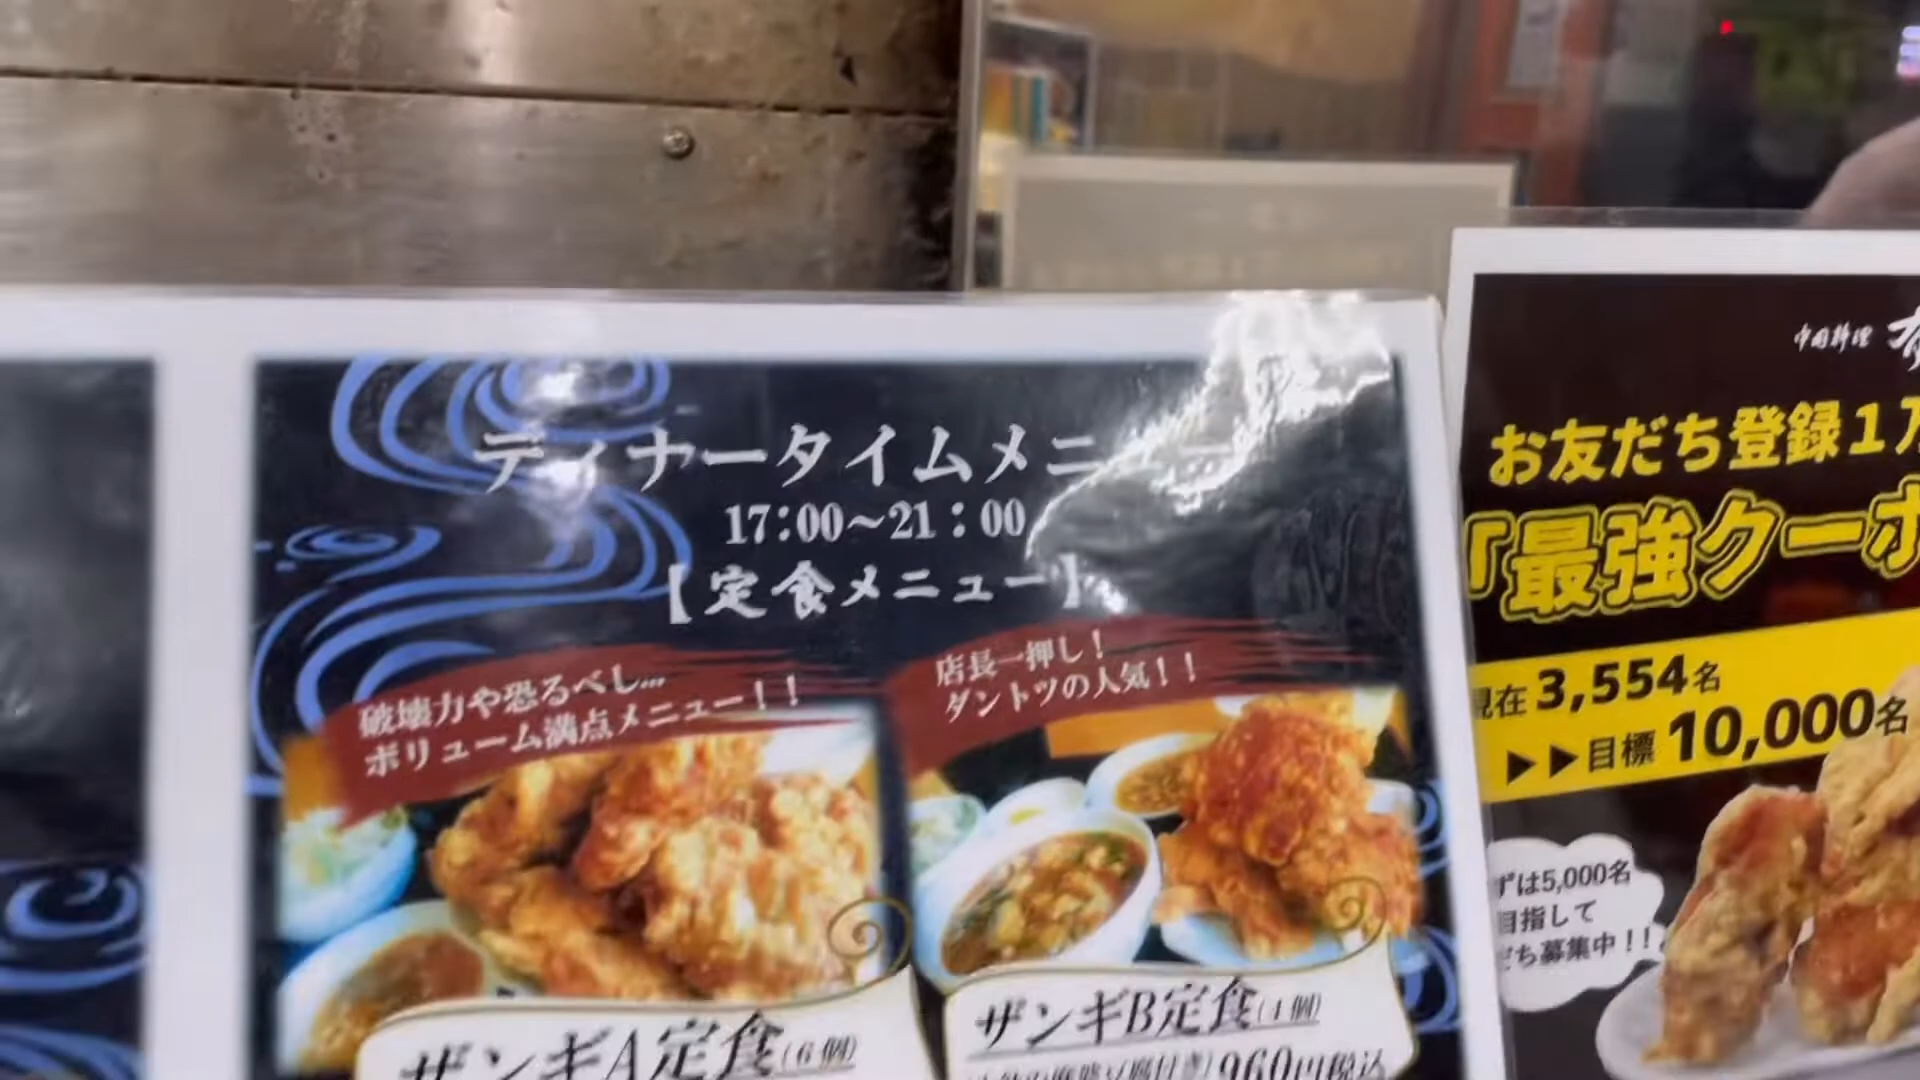 ディナータイムメニュー
17:00～21：00
【定食メニュー】
破壊力や恐るべし…
ボリューム満点メニュー！！
店長一押し！
ダントツの人気！！
ザンギA定食(6個)
ザンギB定食(4個)
960円税込
中国料理
お友だち登録1万
「最強クーポ
現在3,554名
▶▶目標10,000名
ずは5,000名
目指して
だち募集中！！